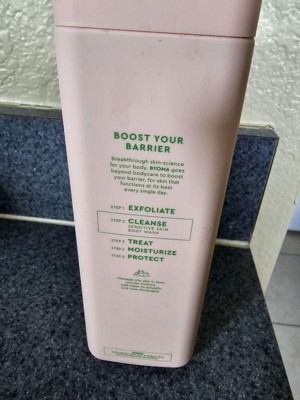 BOOST YOUR
BARRIER
Breakthrough skin-science
for your body. BYOMA goes
beyond bodycare to boost
your barrier, for skin that
functions at its best
every single day.
STEP 1 EXFOLIATE
STEP 2 CLEANSE
SENSITIVE SKIN
BODY WASH
STEP 3 TREAT
STEP 4 MOISTURIZE
STEP 5 PROTECT